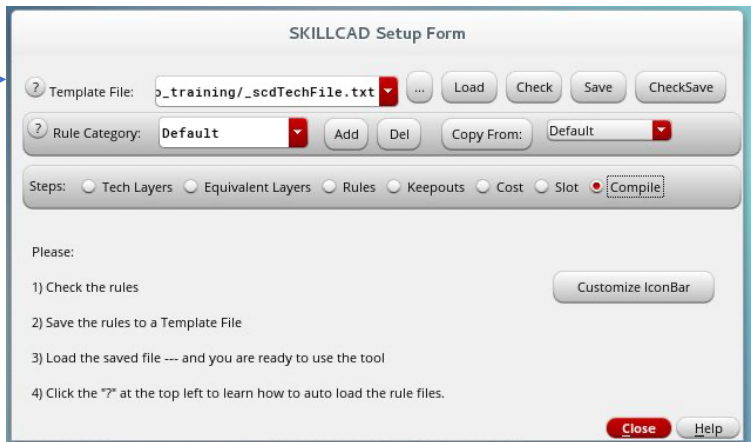 SKILLCAD Setup Form
? Template File: o_training/_scdTechFile.txt ... Load Check Save CheckSave
? Rule Category: Default Add Del Copy From: Default
Steps: Tech Layers Equivalent Layers Rules Keepouts Cost Slot Compile
Please:
1) Check the rules
Customize IconBar
2) Save the rules to a Template File
3) Load the saved file --- and you are ready to use the tool
4) Click the "?" at the top left to learn how to auto load the rule files.
Close Help